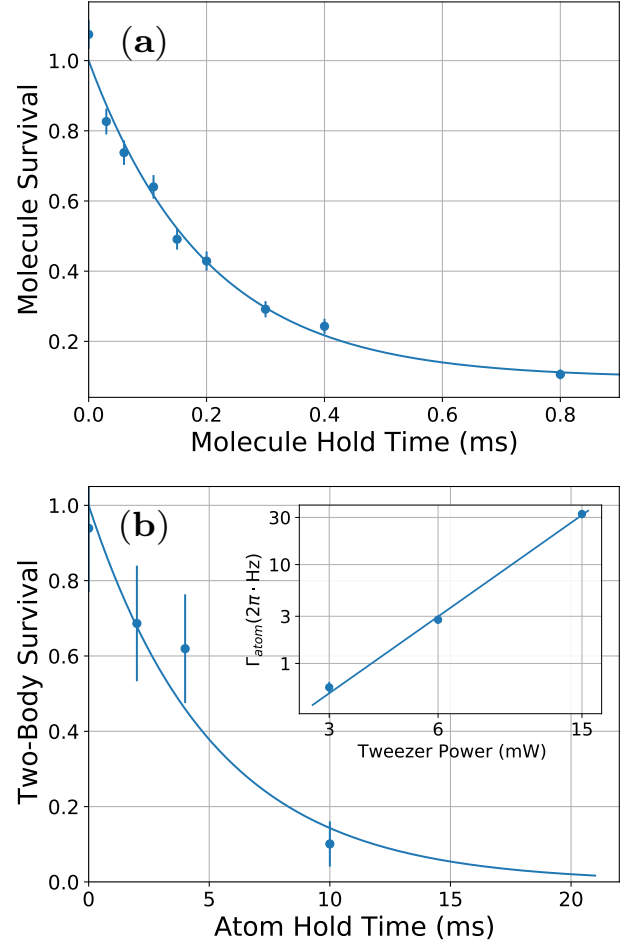 (a)
Molecule Survival
1.0
0.8
0.6
0.4
0.2
0.0 0.2 0.4 0.6 0.8
Molecule Hold Time (ms)
(b)
Two-Body Survival
1.0
0.8
0.6
0.4
0.2
0.0
0 5 10 15 20
Atom Hold Time (ms)
Γ_atom(2π · Hz)
30
10
3
1
3 6 15
Tweezer Power (mW)